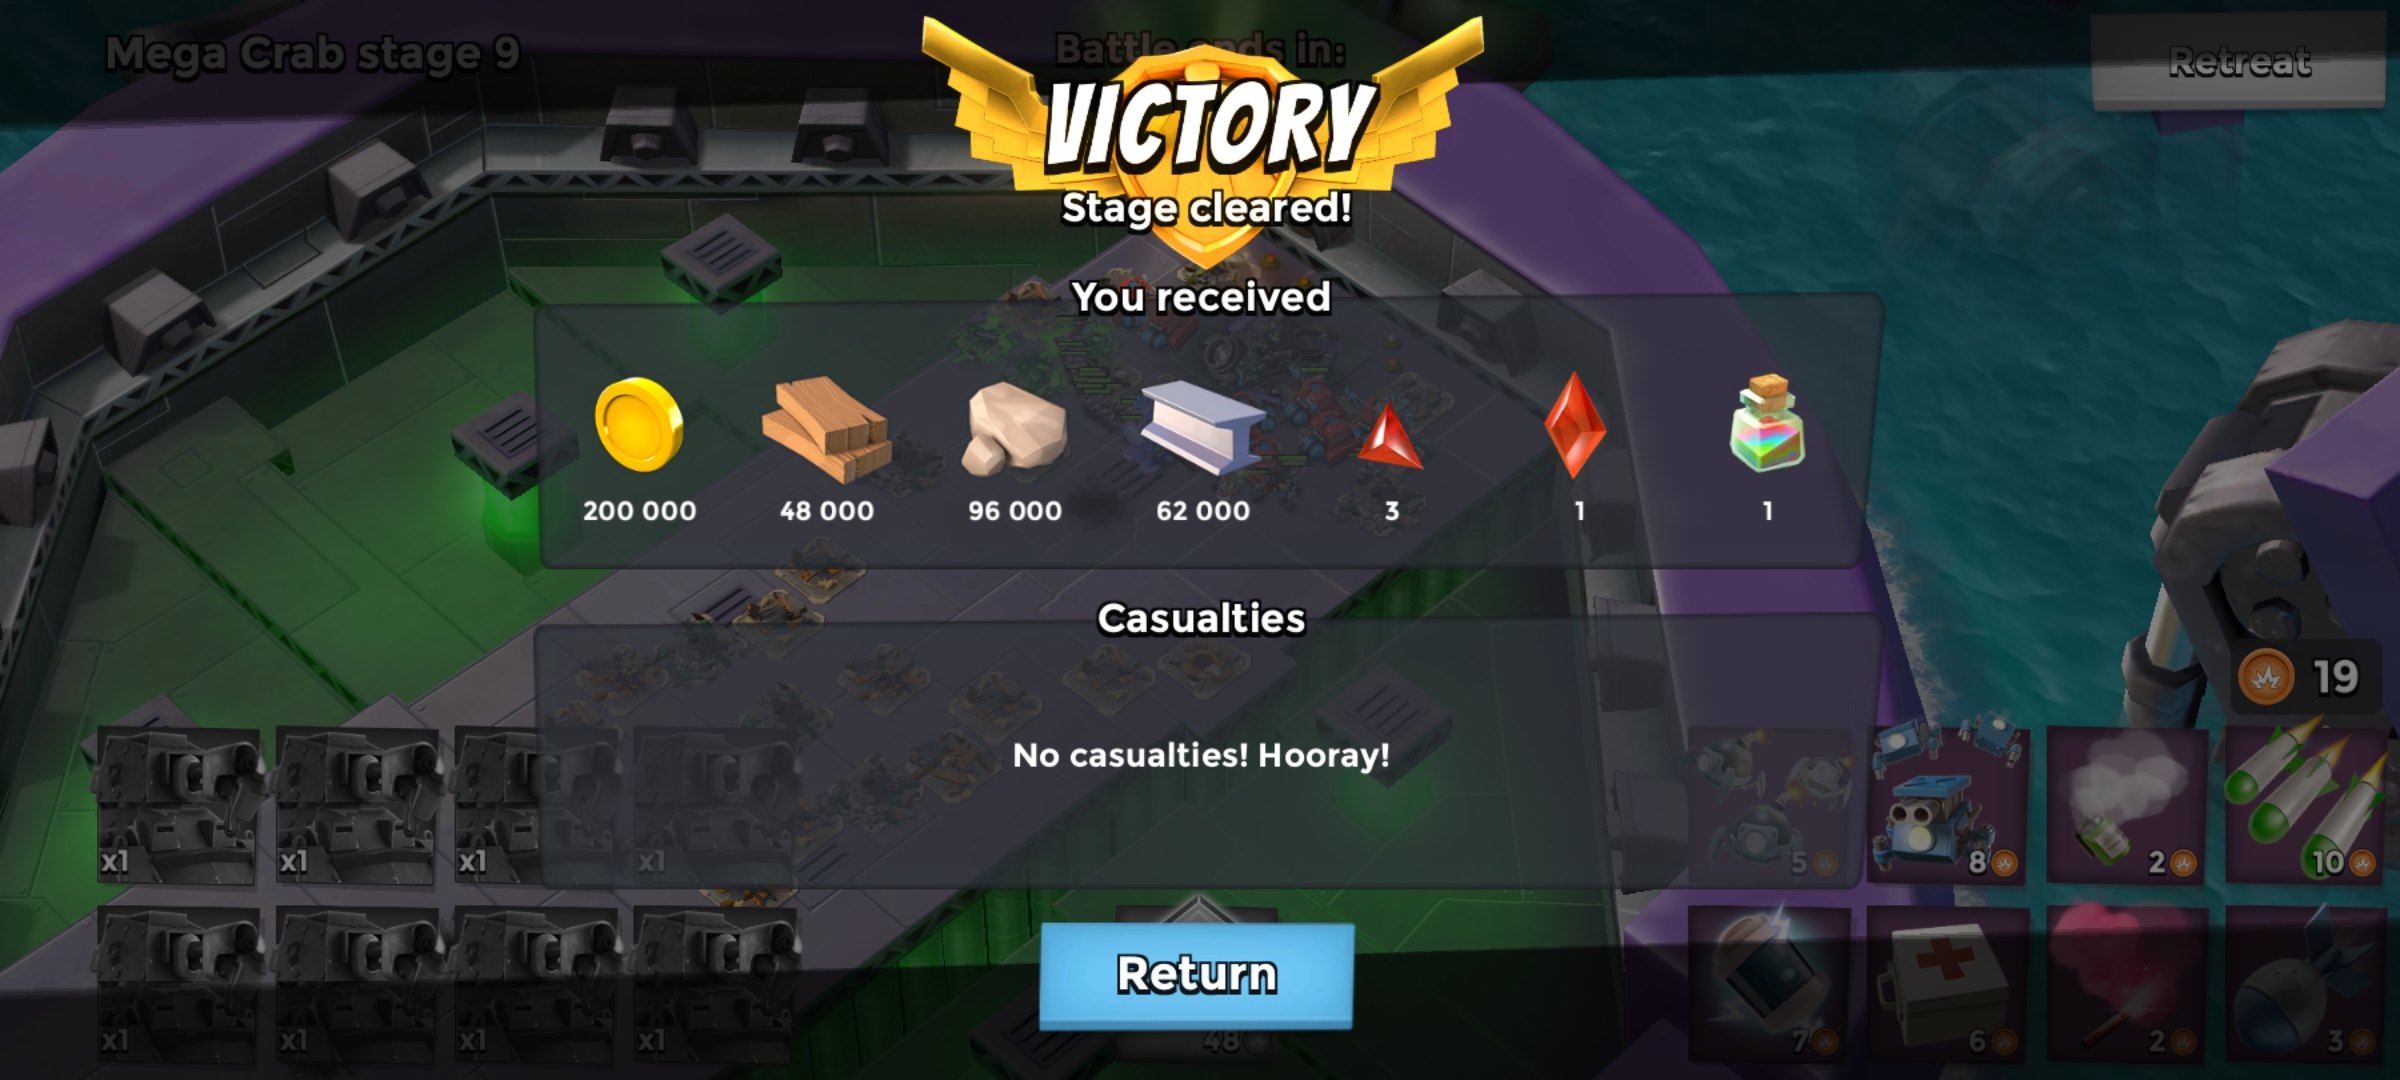 Mega Crab stage 9
Battle ends in:
Retreat
VICTORY
Stage cleared!
You received
200 000
48 000
96 000
62 000
3
1
1
Casualties
No casualties! Hooray!
19
x1
x1
x1
x1
5
8
2
10
Return
x1
x1
x1
x1
48
7
6
2
3